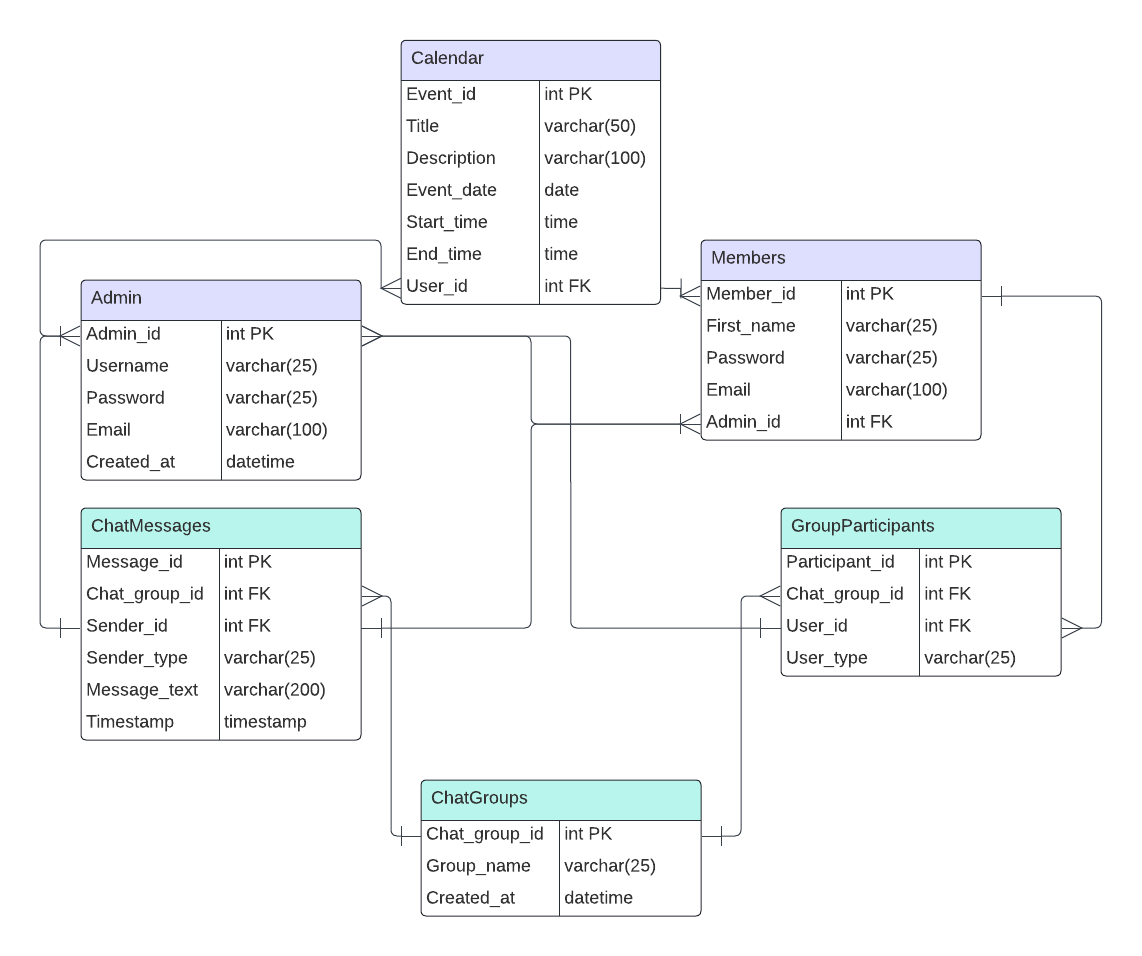 Calendar
Event_id int PK
Title varchar(50)
Description varchar(100)
Event_date date
Start_time time
End_time time
User_id int FK
Admin
Admin_id int PK
Username varchar(25)
Password varchar(25)
Email varchar(100)
Created_at datetime
Members
Member_id int PK
First_name varchar(25)
Password varchar(25)
Email varchar(100)
Admin_id int FK
ChatMessages
Message_id int PK
Chat_group_id int FK
Sender_id int FK
Sender_type varchar(25)
Message_text varchar(200)
Timestamp timestamp
GroupParticipants
Participant_id int PK
Chat_group_id int FK
User_id int FK
User_type varchar(25)
ChatGroups
Chat_group_id int PK
Group_name varchar(25)
Created_at datetime